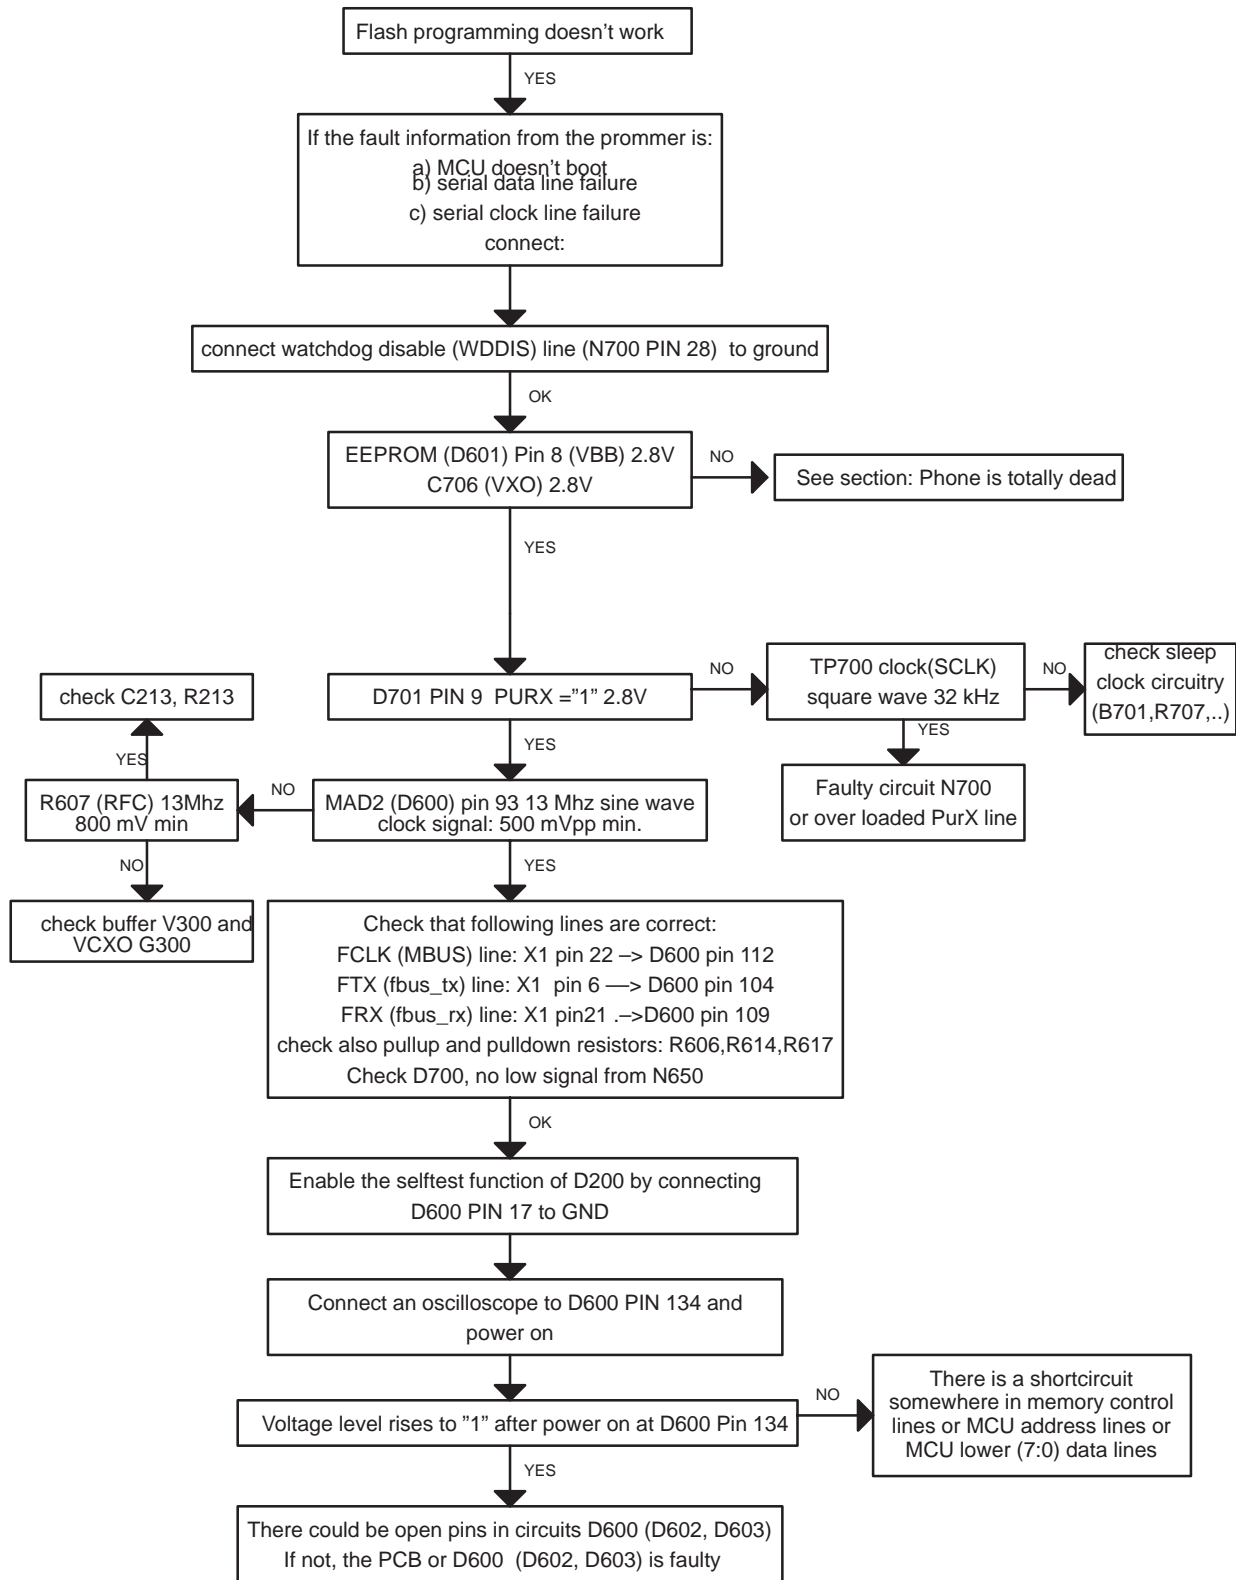 Flash programming doesn't work
YES
If the fault information from the prommer is:
a) MCU doesn't boot
b) serial data line failure
c) serial clock line failure
connect:
connect watchdog disable (WDDIS) line (N700 PIN 28) to ground
OK
EEPROM (D601) Pin 8 (VBB) 2.8V
C706 (VXO) 2.8V
NO
See section: Phone is totally dead
YES
D701 PIN 9 PURX ="1" 2.8V
NO
TP700 clock(SCLK)
square wave 32 kHz
NO
check sleep
clock circuitry
(B701,R707,..)
YES
Faulty circuit N700
or over loaded PurX line
YES
MAD2 (D600) pin 93 13 Mhz sine wave
clock signal: 500 mVpp min.
NO
R607 (RFC) 13Mhz
800 mV min
YES
check C213, R213
NO
check buffer V300 and
VCXO G300
YES
Check that following lines are correct:
FCLK (MBUS) line: X1 pin 22 –> D600 pin 112
FTX (fbus_tx) line: X1 pin 6 —> D600 pin 104
FRX (fbus_rx) line: X1 pin21 .–>D600 pin 109
check also pullup and pulldown resistors: R606,R614,R617
Check D700, no low signal from N650
OK
Enable the selftest function of D200 by connecting
D600 PIN 17 to GND
Connect an oscilloscope to D600 PIN 134 and
power on
Voltage level rises to "1" after power on at D600 Pin 134
NO
There is a shortcircuit
somewhere in memory control
lines or MCU address lines or
MCU lower (7:0) data lines
YES
There could be open pins in circuits D600 (D602, D603)
If not, the PCB or D600 (D602, D603) is faulty